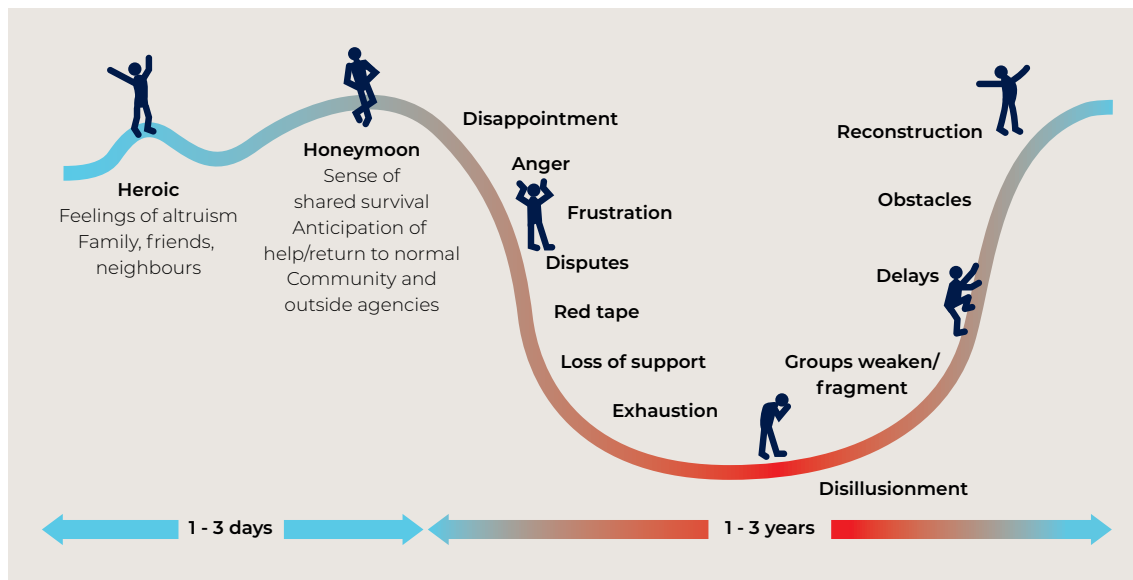 Heroic
Feelings of altruism
Family, friends,
neighbours
Honeymoon
Sense of
shared survival
Anticipation of
help/return to normal
Community and
outside agencies
Disappointment
Anger
Frustration
Disputes
Red tape
Loss of support
Exhaustion
Disillusionment
Groups weaken/
fragment
Delays
Obstacles
Reconstruction
1 - 3 days
1 - 3 years